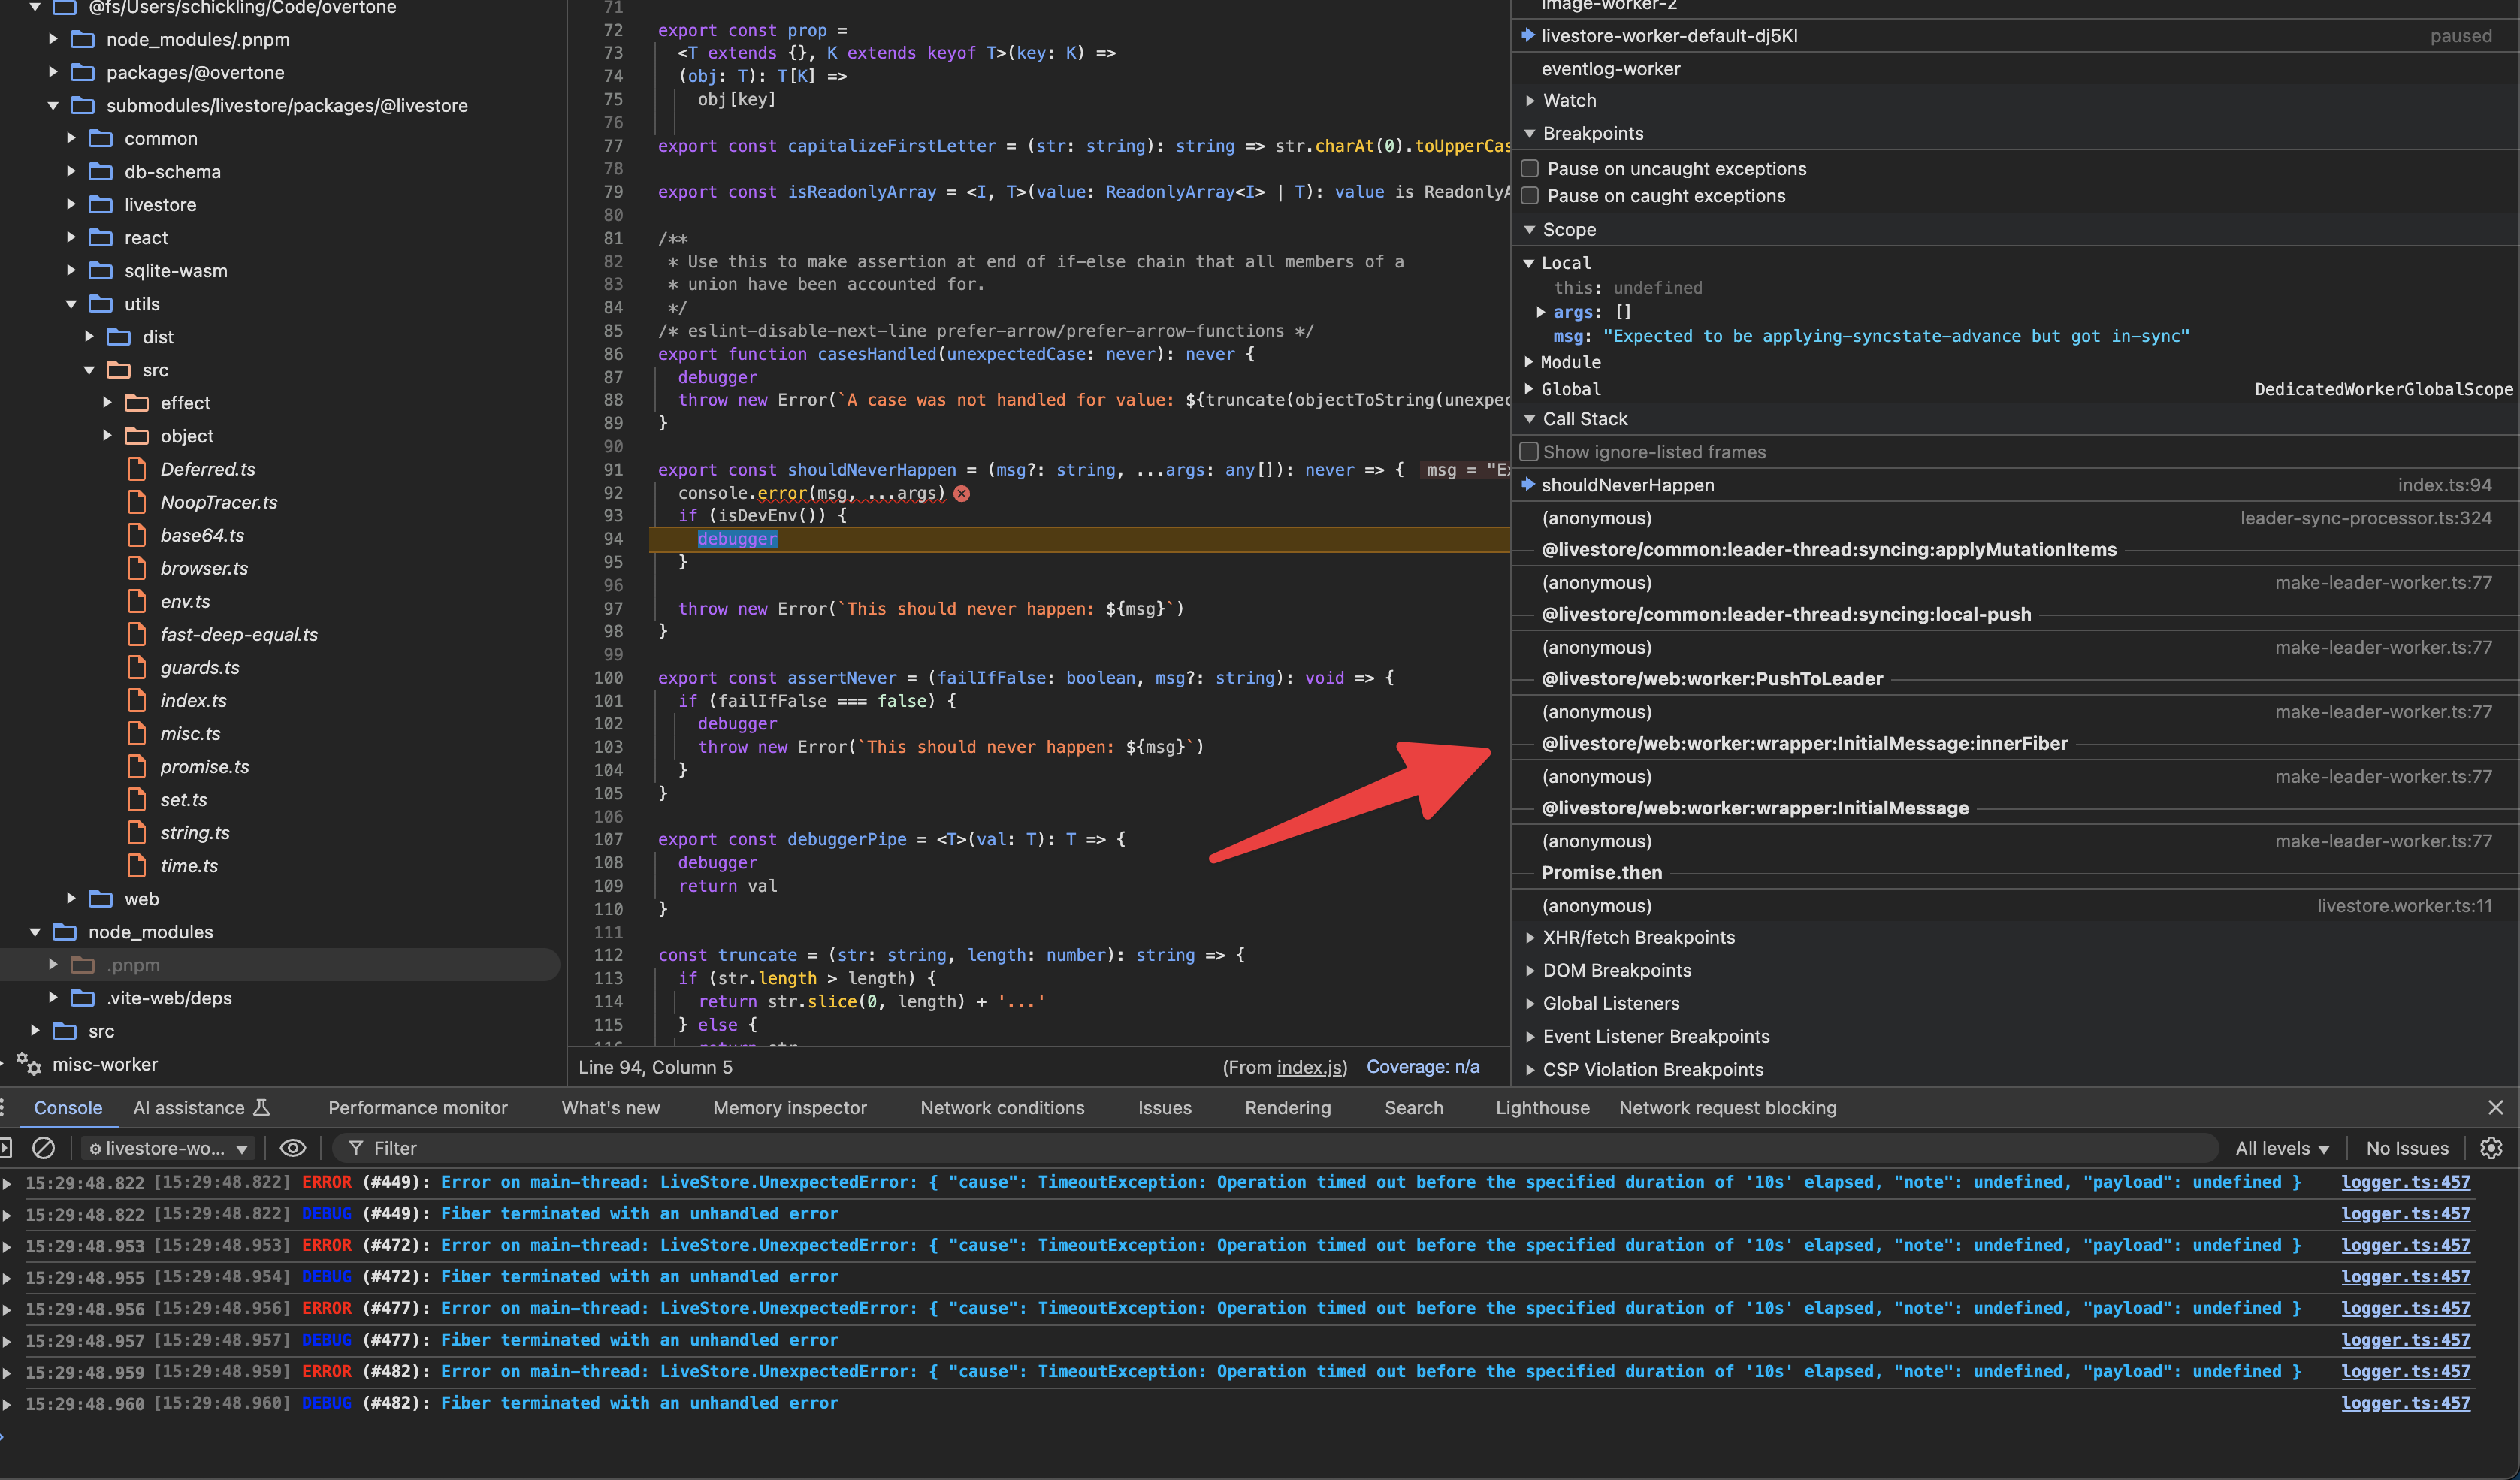 @fs/Users/schickling/Code/overtone
node_modules/.pnpm
packages/@overtone
submodules/livestore/packages/@livestore
common
db-schema
livestore
react
sqlite-wasm
utils
dist
src
effect
object
Deferred.ts
NoopTracer.ts
base64.ts
browser.ts
env.ts
fast-deep-equal.ts
guards.ts
index.ts
misc.ts
promise.ts
set.ts
string.ts
time.ts
web
node_modules
.pnpm
.vite-web/deps
src
misc-worker
71
72 export const prop =
73 <T extends {}, K extends keyof T>(key: K) =>
74 (obj: T): T[K] =>
75 obj[key]
76
77 export const capitalizeFirstLetter = (str: string): string => str.charAt(0).toUpperCas
78
79 export const isReadonlyArray = <I, T>(value: ReadonlyArray<I> | T): value is ReadonlyA
80
81 /**
82 * Use this to make assertion at end of if-else chain that all members of a
83 * union have been accounted for.
84 */
85 /* eslint-disable-next-line prefer-arrow/prefer-arrow-functions */
86 export function casesHandled(unexpectedCase: never): never {
87 debugger
88 throw new Error(`A case was not handled for value: ${truncate(objectToString(unexpec
89 }
90
91 export const shouldNeverHappen = (msg?: string, ...args: any[]): never => { msg = "Ex
92 console.error(msg, ...args)
93 if (isDevEnv()) {
94 debugger
95 }
96
97 throw new Error(`This should never happen: ${msg}`)
98 }
99
100 export const assertNever = (failIfFalse: boolean, msg?: string): void => {
101 if (failIfFalse === false) {
102 debugger
103 throw new Error(`This should never happen: ${msg}`)
104 }
105 }
106
107 export const debuggerPipe = <T>(val: T): T => {
108 debugger
109 return val
110 }
111
112 const truncate = (str: string, length: number): string => {
113 if (str.length > length) {
114 return str.slice(0, length) + '...'
115 } else {
116 return str
Line 94, Column 5 (From index.js) Coverage: n/a
image-worker-2
livestore-worker-default-dj5KI paused
eventlog-worker
Watch
Breakpoints
Pause on uncaught exceptions
Pause on caught exceptions
Scope
Local
this: undefined
args: []
msg: "Expected to be applying-syncstate-advance but got in-sync"
Module
Global DedicatedWorkerGlobalScope
Call Stack
Show ignore-listed frames
shouldNeverHappen index.ts:94
(anonymous) leader-sync-processor.ts:324
@livestore/common:leader-thread:syncing:applyMutationItems
(anonymous) make-leader-worker.ts:77
@livestore/common:leader-thread:syncing:local-push
(anonymous) make-leader-worker.ts:77
@livestore/web:worker:PushToLeader
(anonymous) make-leader-worker.ts:77
@livestore/web:worker:wrapper:InitialMessage:innerFiber
(anonymous) make-leader-worker.ts:77
@livestore/web:worker:wrapper:InitialMessage
(anonymous) make-leader-worker.ts:77
Promise.then
(anonymous) livestore.worker.ts:11
XHR/fetch Breakpoints
DOM Breakpoints
Global Listeners
Event Listener Breakpoints
CSP Violation Breakpoints
Console AI assistance Performance monitor What's new Memory inspector Network conditions Issues Rendering Search Lighthouse Network request blocking
livestore-wo... Filter All levels No Issues
15:29:48.822 [15:29:48.822] ERROR (#449): Error on main-thread: LiveStore.UnexpectedError: { "cause": TimeoutException: Operation timed out before the specified duration of '10s' elapsed, "note": undefined, "payload": undefined } logger.ts:457
15:29:48.822 [15:29:48.822] DEBUG (#449): Fiber terminated with an unhandled error logger.ts:457
15:29:48.953 [15:29:48.953] ERROR (#472): Error on main-thread: LiveStore.UnexpectedError: { "cause": TimeoutException: Operation timed out before the specified duration of '10s' elapsed, "note": undefined, "payload": undefined } logger.ts:457
15:29:48.955 [15:29:48.954] DEBUG (#472): Fiber terminated with an unhandled error logger.ts:457
15:29:48.956 [15:29:48.956] ERROR (#477): Error on main-thread: LiveStore.UnexpectedError: { "cause": TimeoutException: Operation timed out before the specified duration of '10s' elapsed, "note": undefined, "payload": undefined } logger.ts:457
15:29:48.957 [15:29:48.957] DEBUG (#477): Fiber terminated with an unhandled error logger.ts:457
15:29:48.959 [15:29:48.959] ERROR (#482): Error on main-thread: LiveStore.UnexpectedError: { "cause": TimeoutException: Operation timed out before the specified duration of '10s' elapsed, "note": undefined, "payload": undefined } logger.ts:457
15:29:48.960 [15:29:48.960] DEBUG (#482): Fiber terminated with an unhandled error logger.ts:457